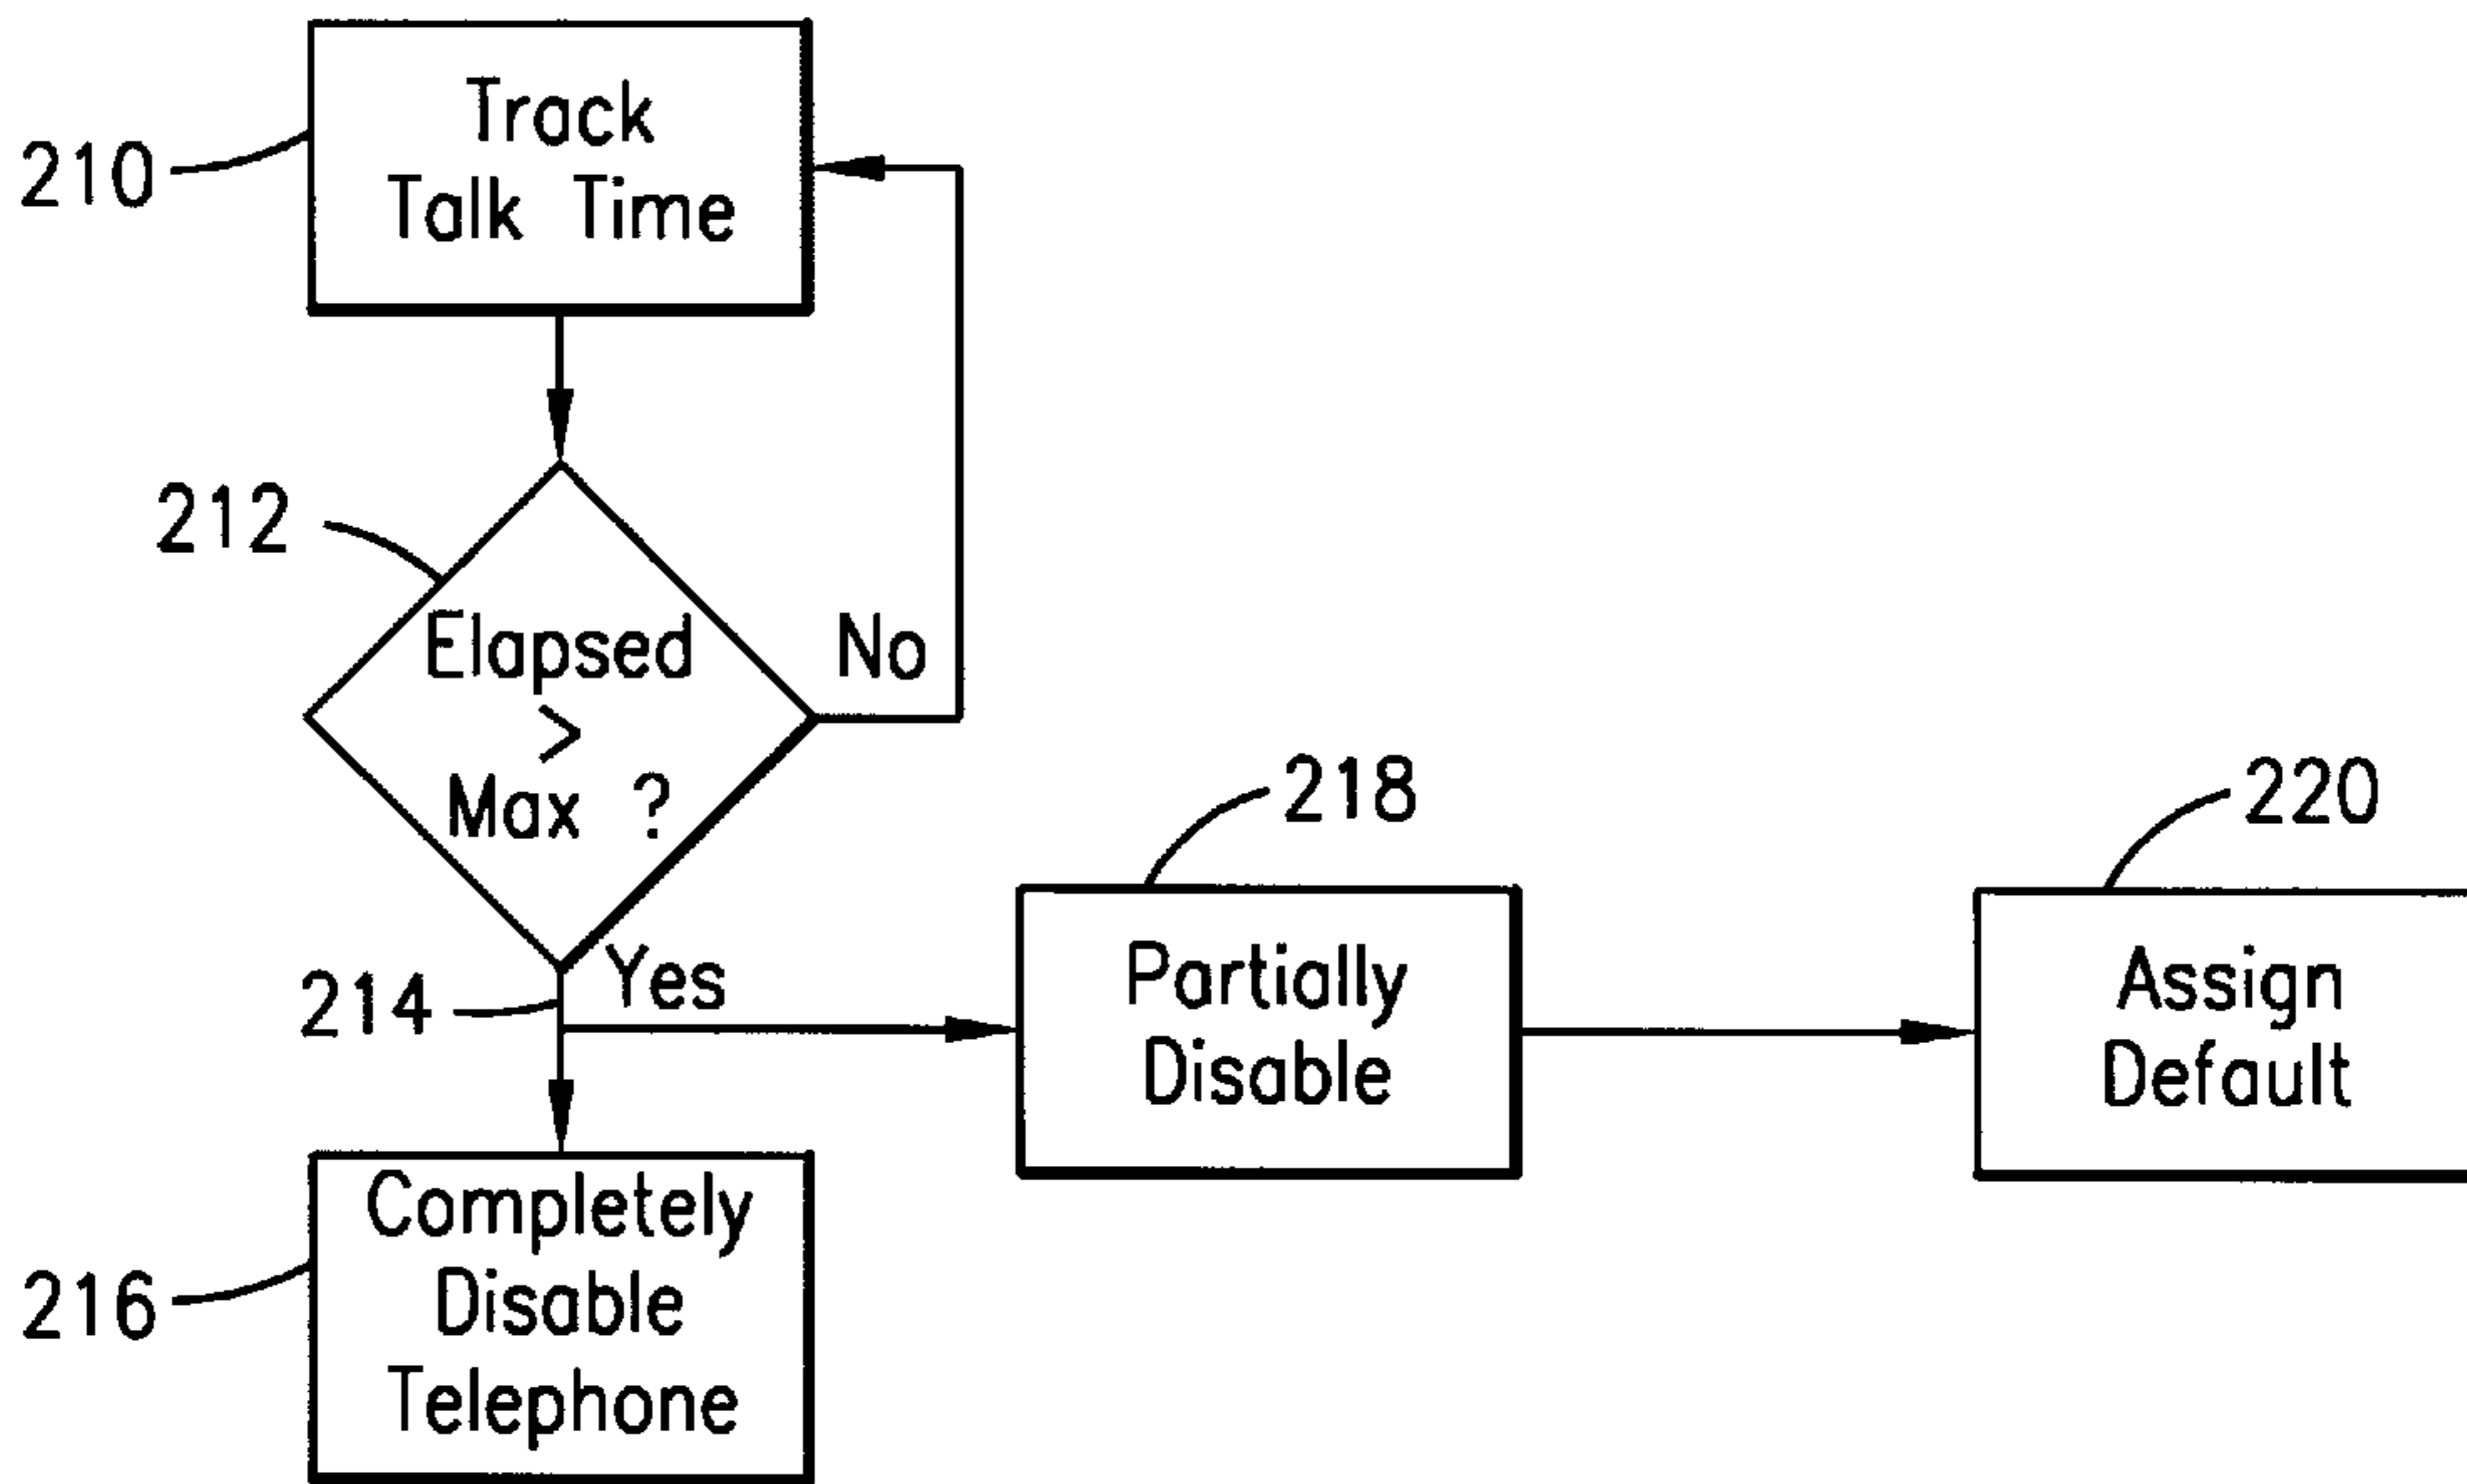 210
Track
Talk Time
212
Elapsed
>
Max ?
No
214
Yes
218
Partially
Disable
220
Assign
Default
216
Completely
Disable
Telephone